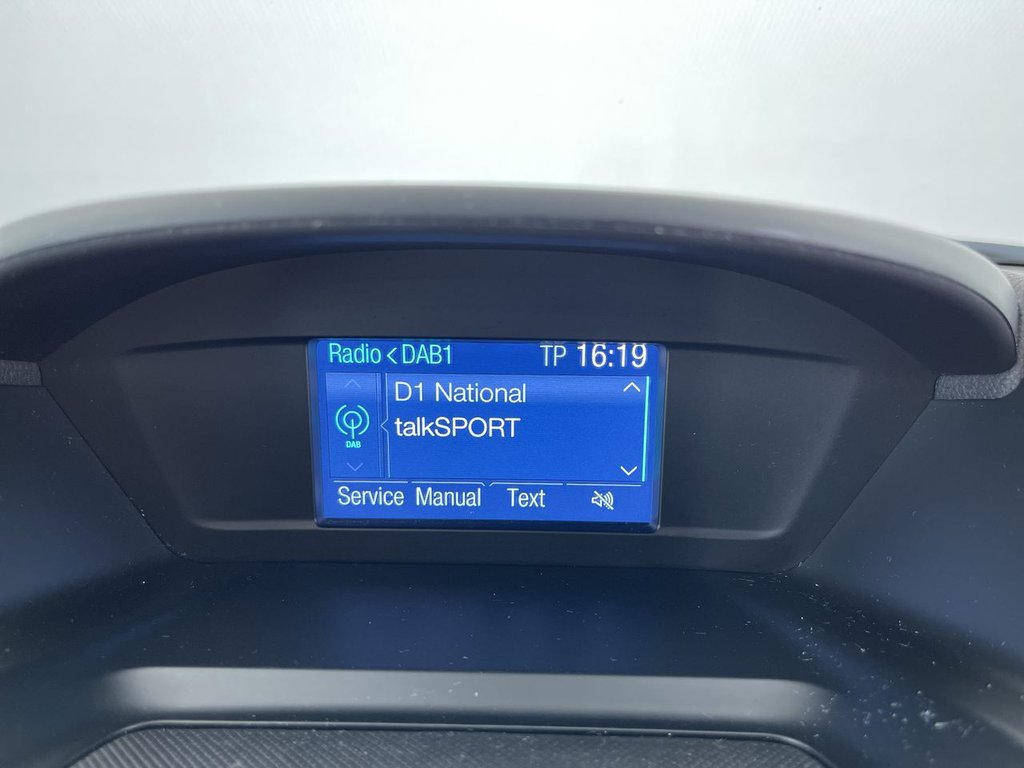 Radio < DAB1 TP 16:19
D1 National
DAB talkSPORT
Service Manual Text